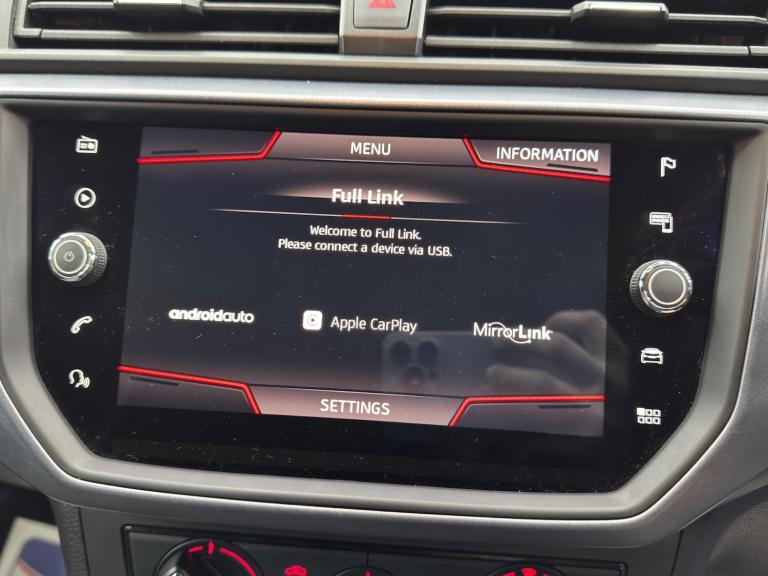 MENU
INFORMATION
Full Link
Welcome to Full Link.
Please connect a device via USB.
androidauto
Apple CarPlay
MirrorLink
SETTINGS